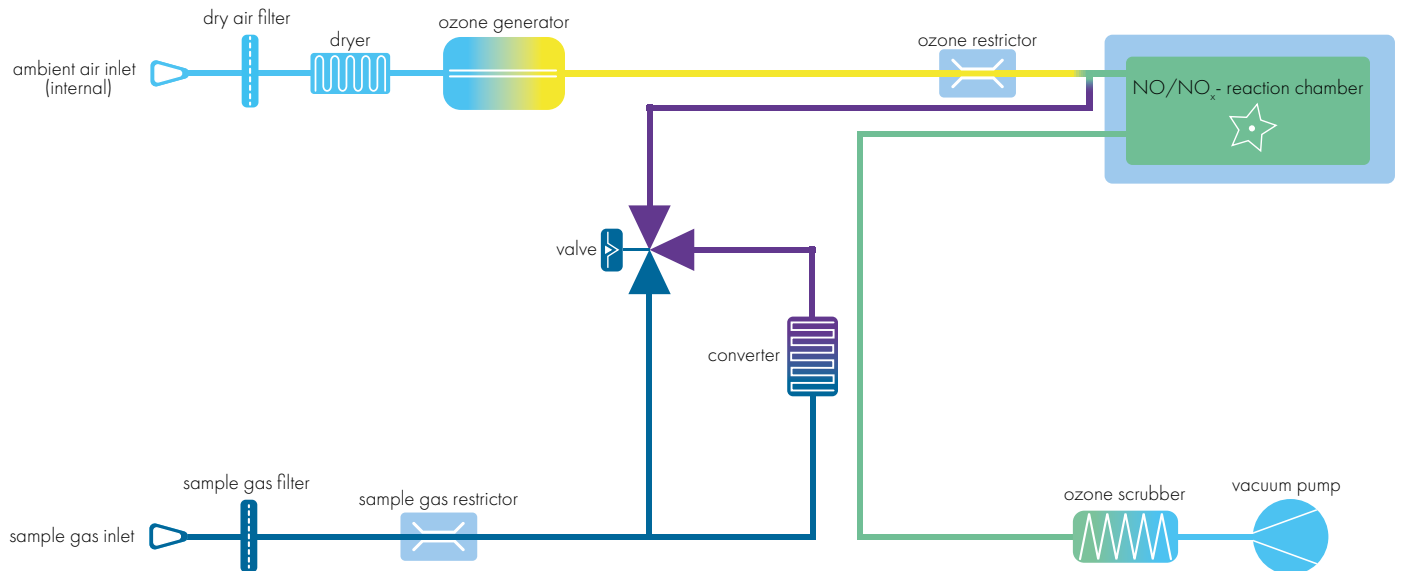 dry air filter
dryer
ozone generator
ozone restrictor
ambient air inlet
(internal)
NO/NOₓ- reaction chamber
valve
converter
sample gas filter
sample gas restrictor
sample gas inlet
ozone scrubber
vacuum pump